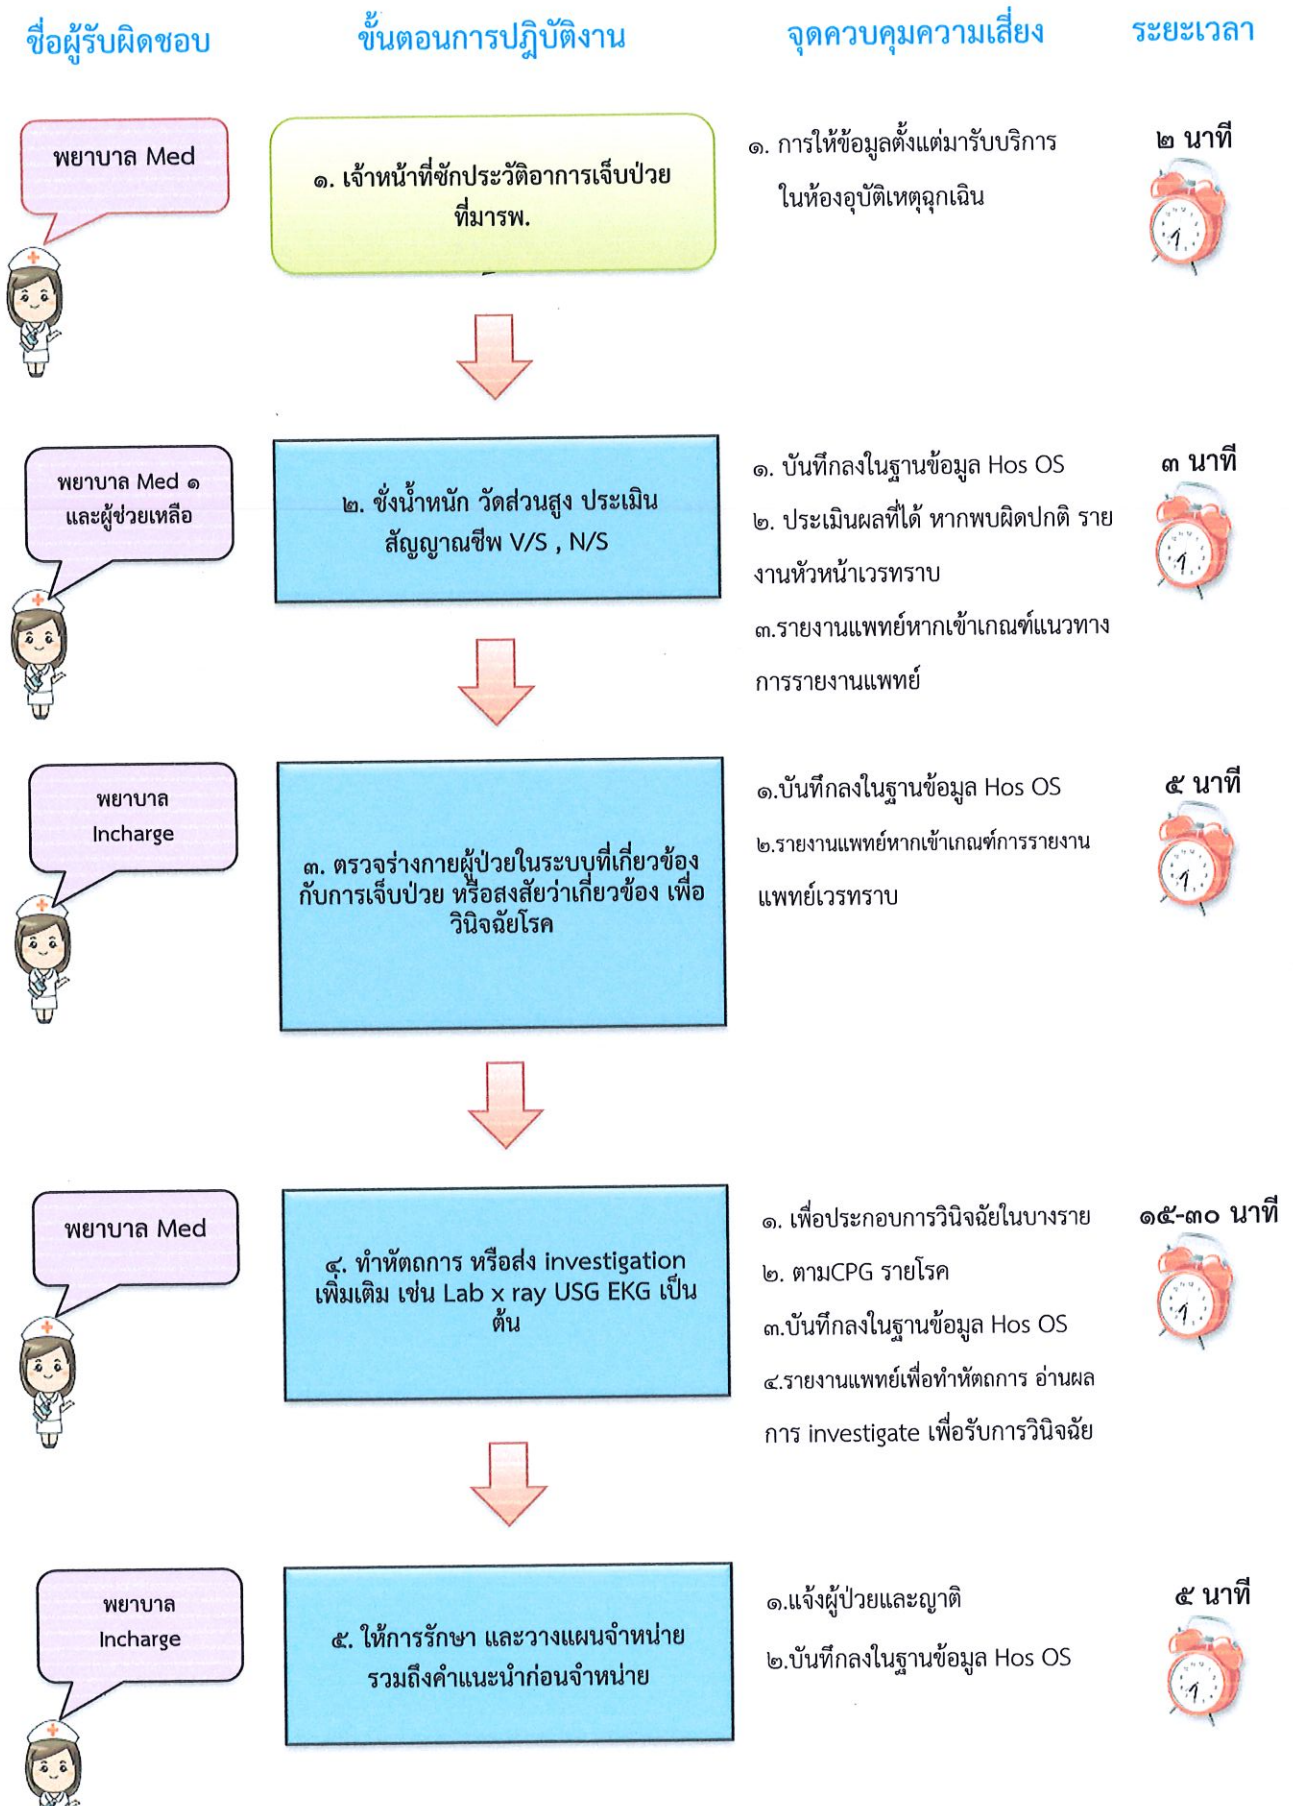 ชื่อผู้รับผิดชอบ
ขั้นตอนการปฏิบัติงาน
จุดควบคุมความเสี่ยง
ระยะเวลา
พยาบาล Med
๑. เจ้าหน้าที่ซักประวัติอาการเจ็บป่วย
ที่มารพ.
๑. การให้ข้อมูลตั้งแต่มารับบริการ
ในห้องอุบัติเหตุฉุกเฉิน
๒ นาที
พยาบาล Med ๑
และผู้ช่วยเหลือ
๒. ชั่งน้ำหนัก วัดส่วนสูง ประเมิน
สัญญาณชีพ V/S , N/S
๑. บันทึกลงในฐานข้อมูล Hos OS
๒. ประเมินผลที่ได้ หากพบผิดปกติ ราย
งานหัวหน้าเวรทราบ
๓.รายงานแพทย์หากเข้าเกณฑ์แนวทาง
การรายงานแพทย์
๓ นาที
พยาบาล
Incharge
๓. ตรวจร่างกายผู้ป่วยในระบบที่เกี่ยวข้อง
กับการเจ็บป่วย หรือสงสัยว่าเกี่ยวข้อง เพื่อ
วินิจฉัยโรค
๑.บันทึกลงในฐานข้อมูล Hos OS
๒.รายงานแพทย์หากเข้าเกณฑ์การรายงาน
แพทย์เวรทราบ
๕ นาที
พยาบาล Med
๔. ทำหัตถการ หรือส่ง investigation
เพิ่มเติม เช่น Lab x ray USG EKG เป็น
ต้น
๑. เพื่อประกอบการวินิจฉัยในบางราย
๒. ตามCPG รายโรค
๓.บันทึกลงในฐานข้อมูล Hos OS
๔.รายงานแพทย์เพื่อทำหัตถการ อ่านผล
การ investigate เพื่อรับการวินิจฉัย
๑๕-๓๐ นาที
พยาบาล
Incharge
๕. ให้การรักษา และวางแผนจำหน่าย
รวมถึงคำแนะนำก่อนจำหน่าย
๑.แจ้งผู้ป่วยและญาติ
๒.บันทึกลงในฐานข้อมูล Hos OS
๕ นาที